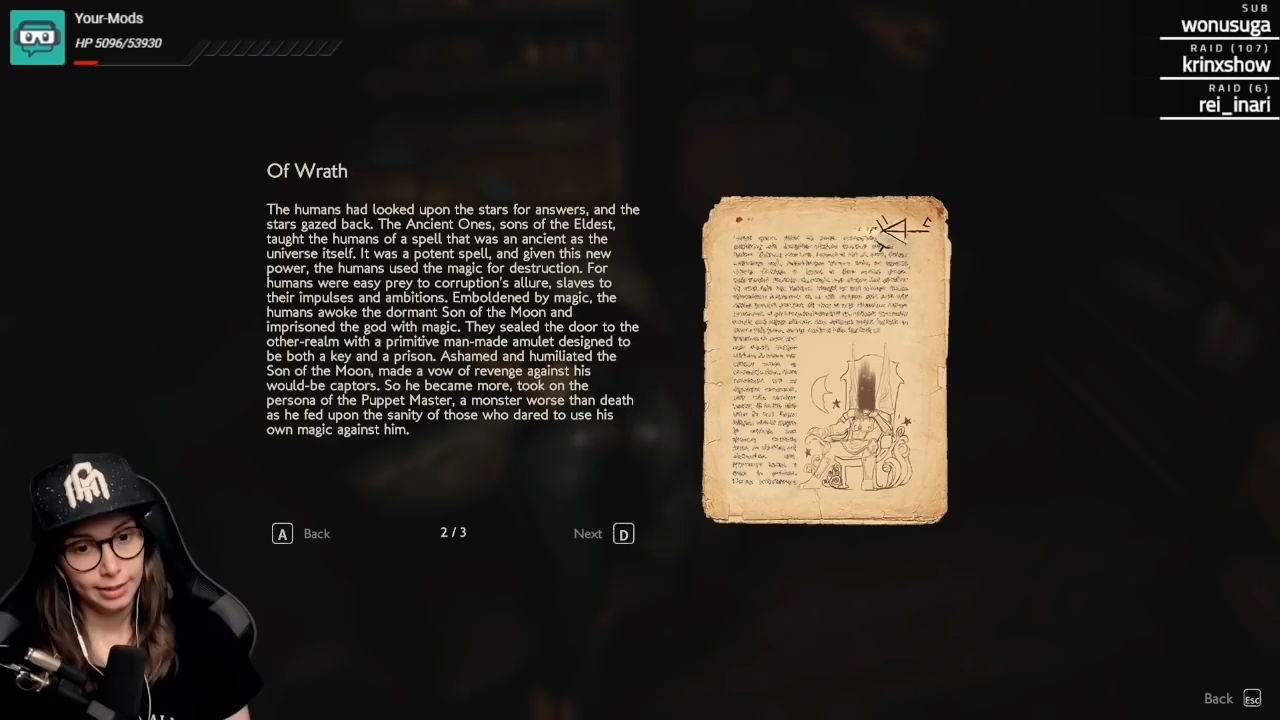 Your-Mods
HP 5096/53930
SUB
wonusuga
RAID (107)
krinxshow
RAID (6)
rei_inari
Of Wrath
The humans had looked upon the stars for answers, and the
stars gazed back. The Ancient Ones, sons of the Eldest,
taught the humans of a spell that was an ancient as the
universe itself. It was a potent spell, and given this new
power, the humans used the magic for destruction. For
humans were easy prey to corruption's allure, slaves to
their impulses and ambitions. Emboldened by magic, the
humans awoke the dormant Son of the Moon and
imprisoned the god with magic. They sealed the door to the
other-realm with a primitive man-made amulet designed to
be both a key and a prison. Ashamed and humiliated the
Son of the Moon, made a vow of revenge against his
would-be captors. So he became more, took on the
persona of the Puppet Master, a monster worse than death
as he fed upon the sanity of those who dared to use his
own magic against him.
A Back
2 / 3
Next D
Back Esc